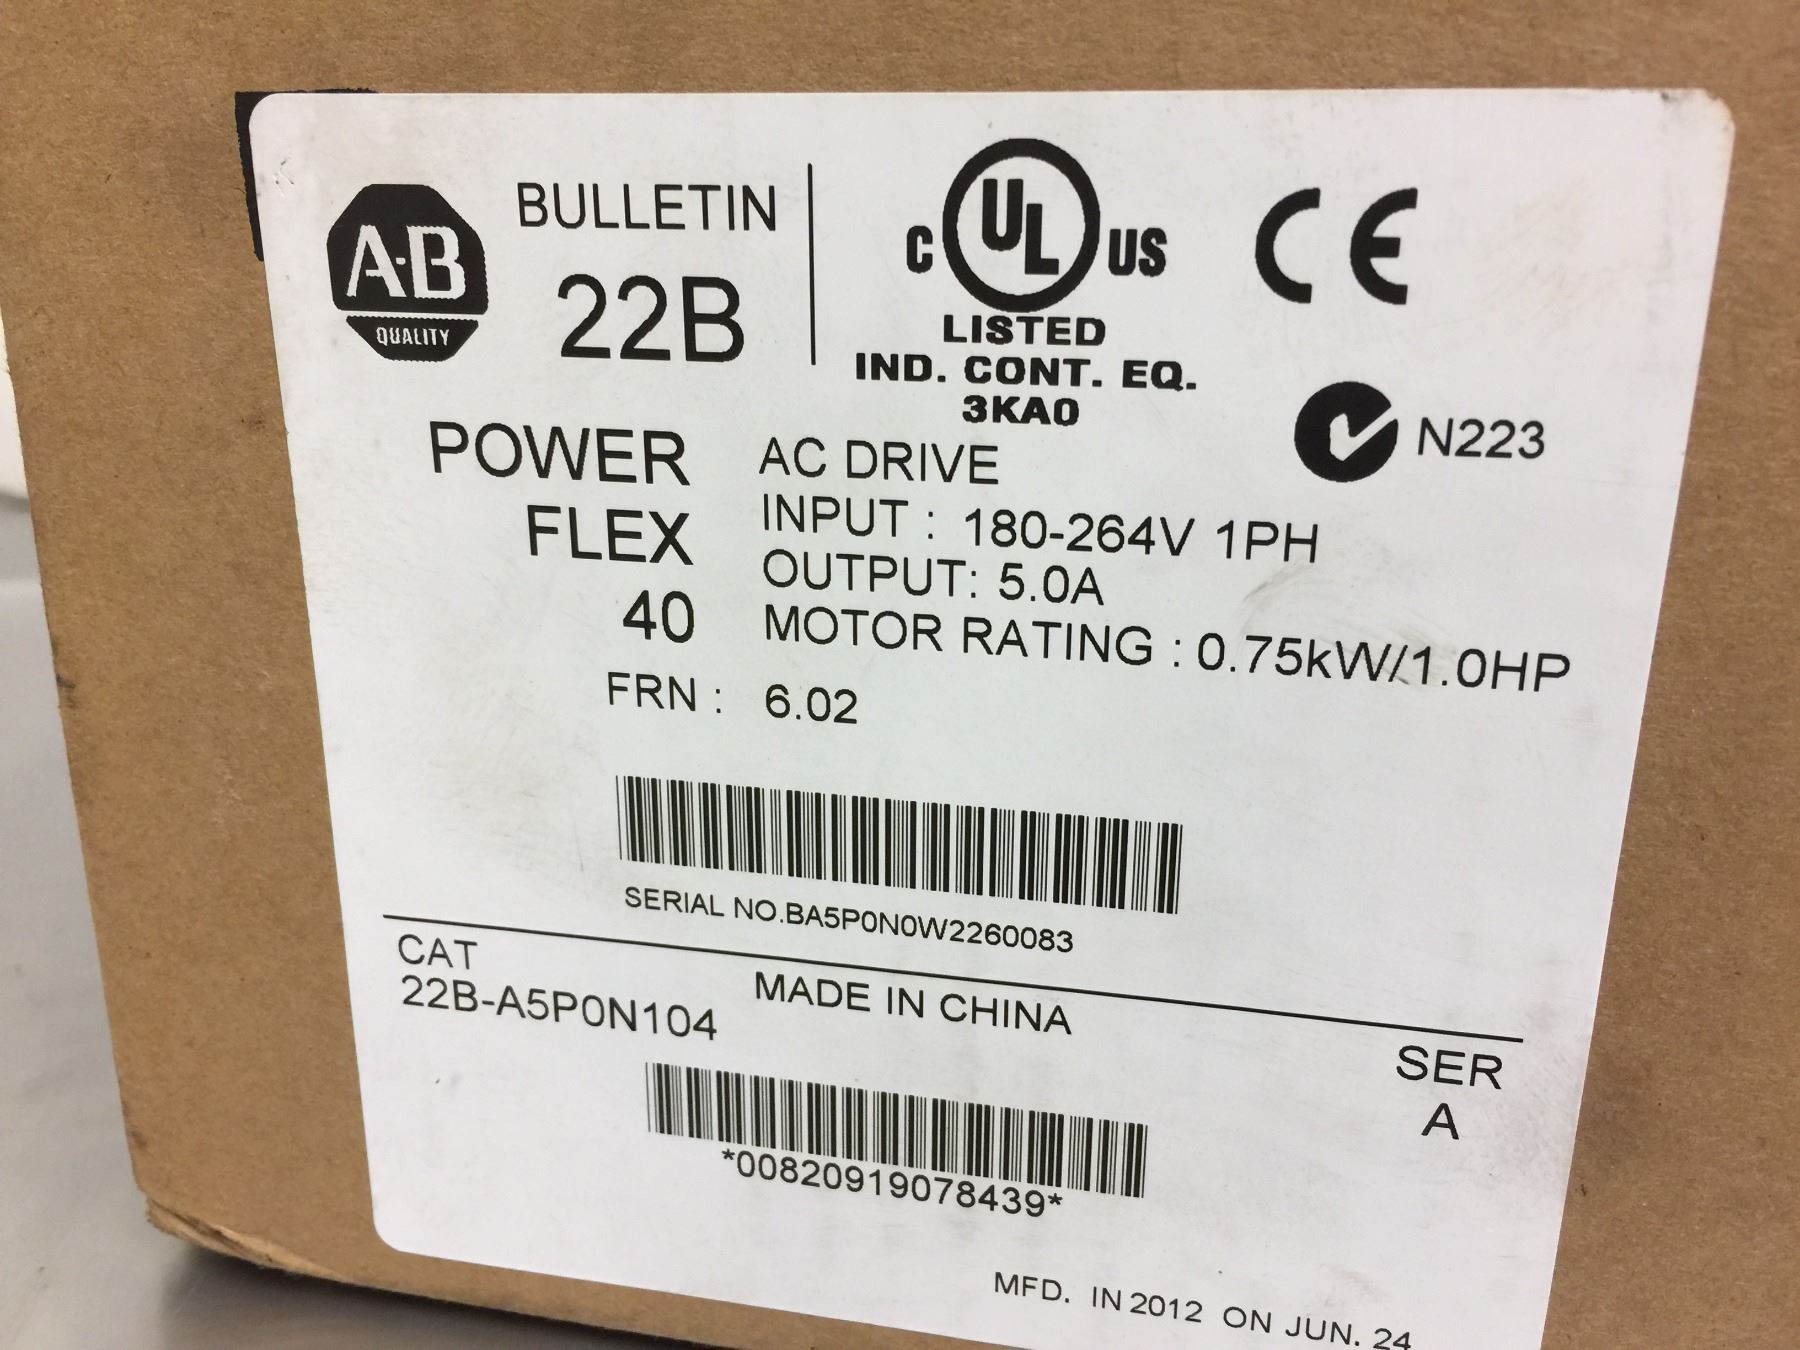 A-B
QUALITY
BULLETIN
22B
C UL US
LISTED
IND. CONT. EQ.
3KA0
CE
N223
POWER
FLEX
40
AC DRIVE
INPUT : 180-264V 1PH
OUTPUT: 5.0A
MOTOR RATING : 0.75kW/1.0HP
FRN : 6.02
SERIAL NO.BA5P0N0W2260083
CAT
22B-A5P0N104
MADE IN CHINA
SER
A
*00820919078439*
MFD. IN 2012 ON JUN. 24